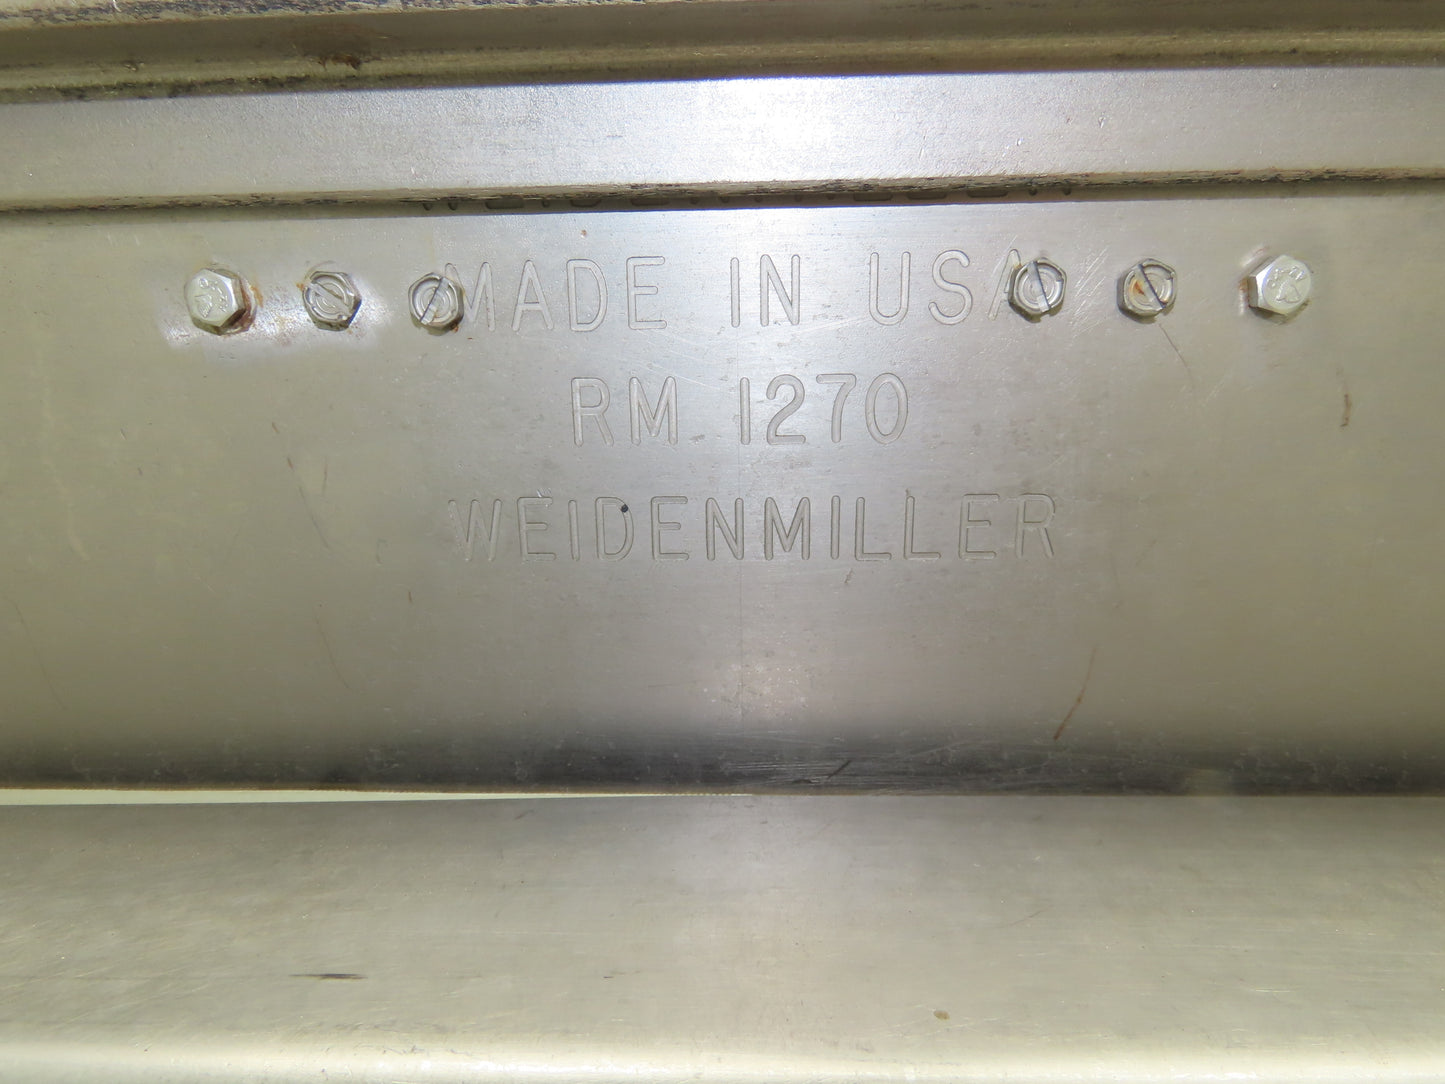 MADE IN USA
RM 1270
WEIDENMILLER